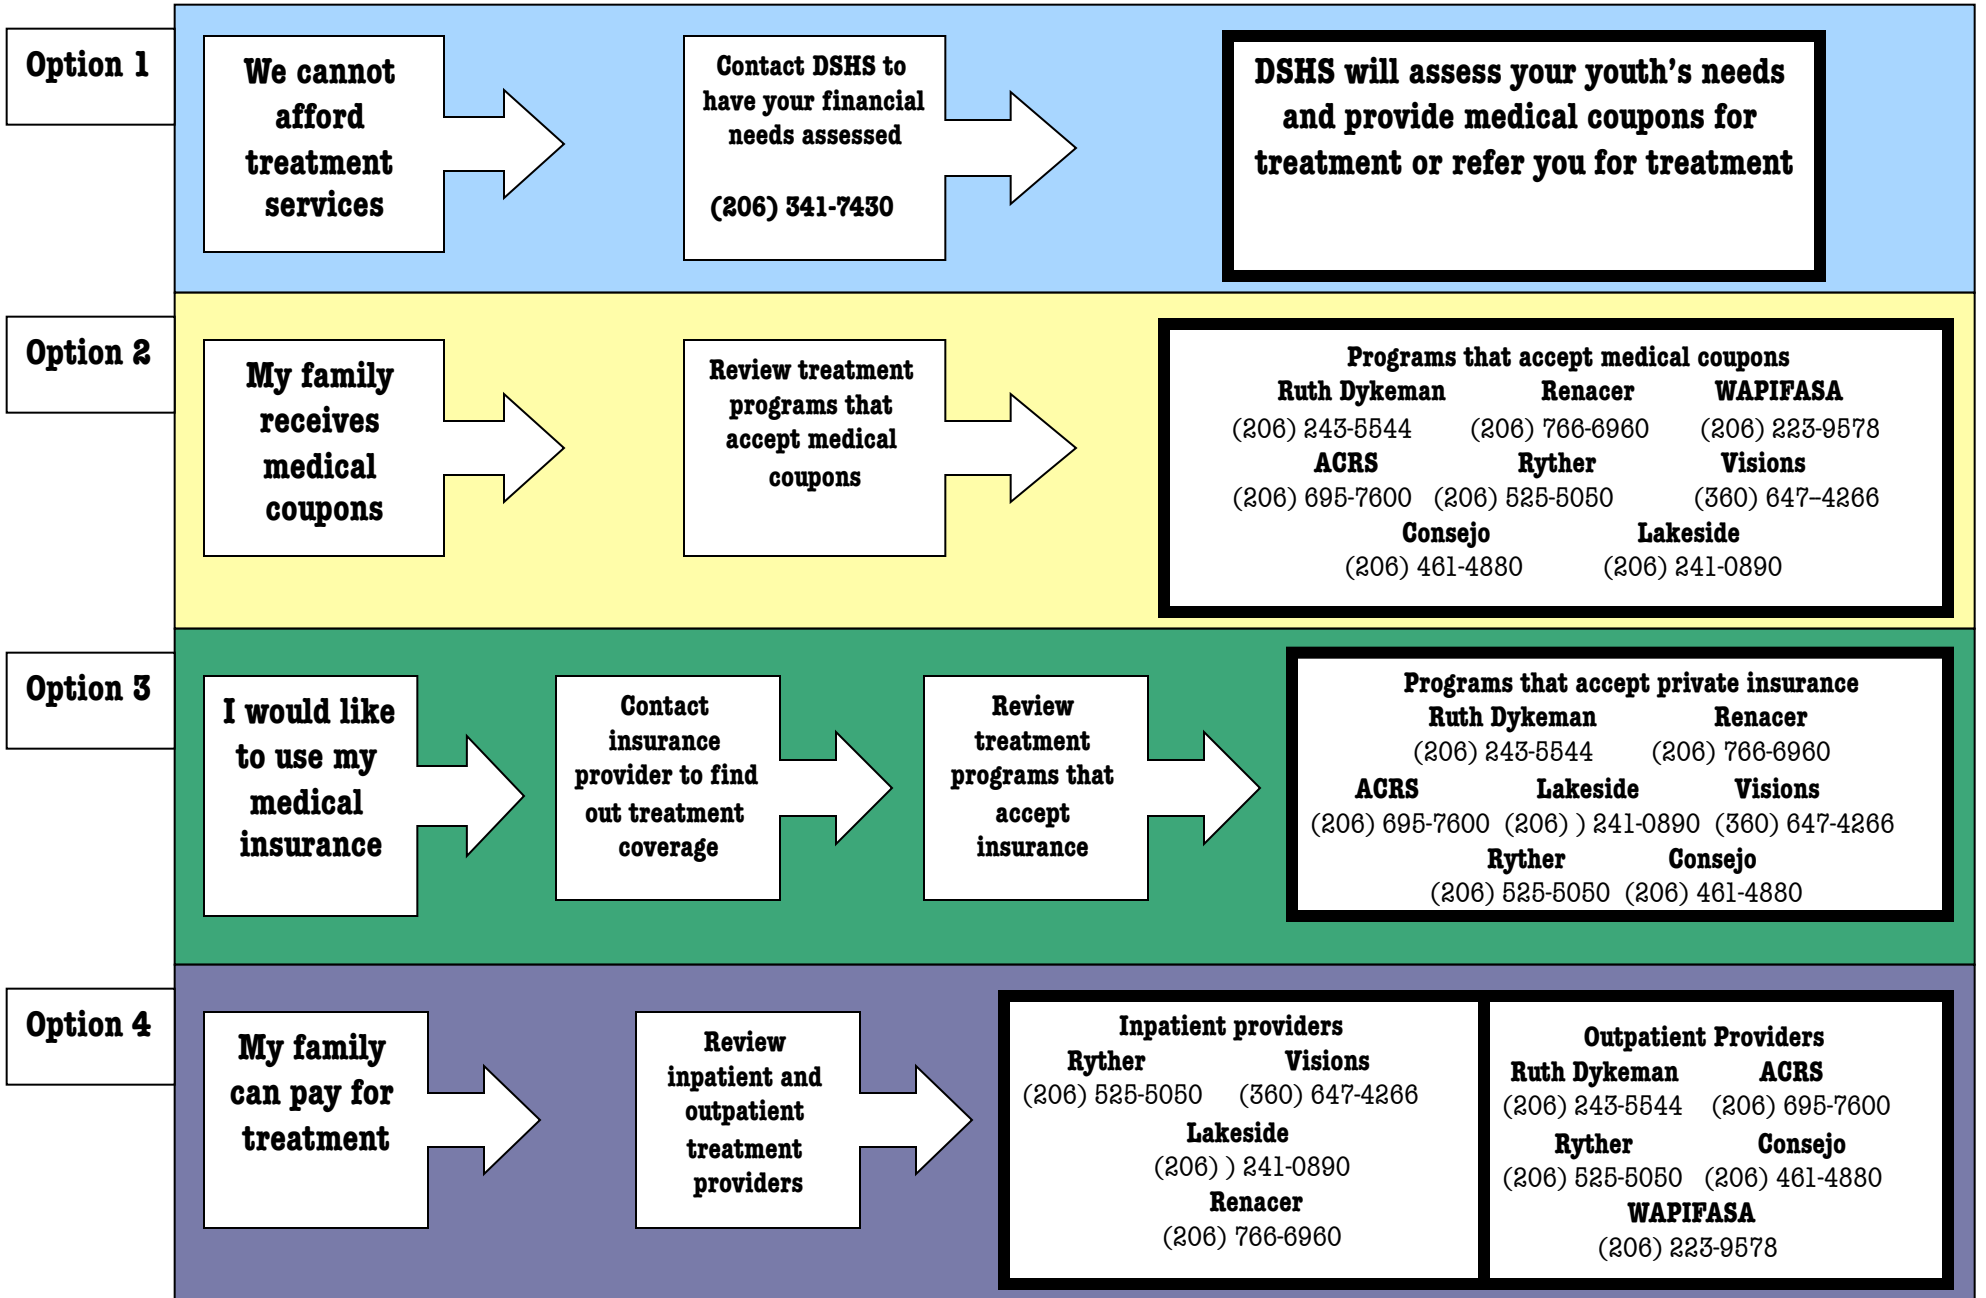 Option 1
We cannot
afford
treatment
services
Contact DSHS to
have your financial
needs assessed
(206) 341-7430
DSHS will assess your youth's needs
and provide medical coupons for
treatment or refer you for treatment
Option 2
My family
receives
medical
coupons
Review treatment
programs that
accept medical
coupons
Programs that accept medical coupons
Ruth Dykeman Renacer WAPIFASA
(206) 243-5544 (206) 766-6960 (206) 223-9578
ACRS Ryther Visions
(206) 695-7600 (206) 525-5050 (360) 647–4266
Consejo Lakeside
(206) 461-4880 (206) 241-0890
Option 3
I would like
to use my
medical
insurance
Contact
insurance
provider to find
out treatment
coverage
Review
treatment
programs that
accept
insurance
Programs that accept private insurance
Ruth Dykeman Renacer
(206) 243-5544 (206) 766-6960
ACRS Lakeside Visions
(206) 695-7600 (206) ) 241-0890 (360) 647-4266
Ryther Consejo
(206) 525-5050 (206) 461-4880
Option 4
My family
can pay for
treatment
Review
inpatient and
outpatient
treatment
providers
Inpatient providers
Ryther Visions
(206) 525-5050 (360) 647-4266
Lakeside
(206) ) 241-0890
Renacer
(206) 766-6960
Outpatient Providers
Ruth Dykeman ACRS
(206) 243-5544 (206) 695-7600
Ryther Consejo
(206) 525-5050 (206) 461-4880
WAPIFASA
(206) 223-9578